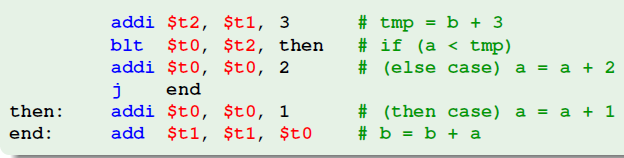 addi $t2, $t1, 3 # tmp = b + 3
blt $t0, $t2, then # if (a < tmp)
addi $t0, $t0, 2 # (else case) a = a + 2
j end
then: addi $t0, $t0, 1 # (then case) a = a + 1
end: add $t1, $t1, $t0 # b = b + a